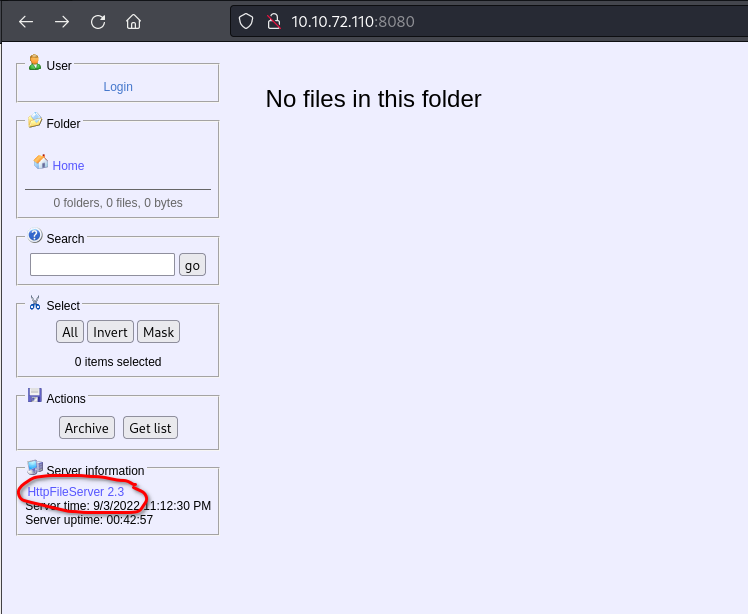 10.10.72.110:8080
User
Login
Folder
Home
0 folders, 0 files, 0 bytes
Search
go
Select
All Invert Mask
0 items selected
Actions
Archive Get list
Server information
HttpFileServer 2.3
Server time: 9/3/2022 11:12:30 PM
Server uptime: 00:42:57
No files in this folder